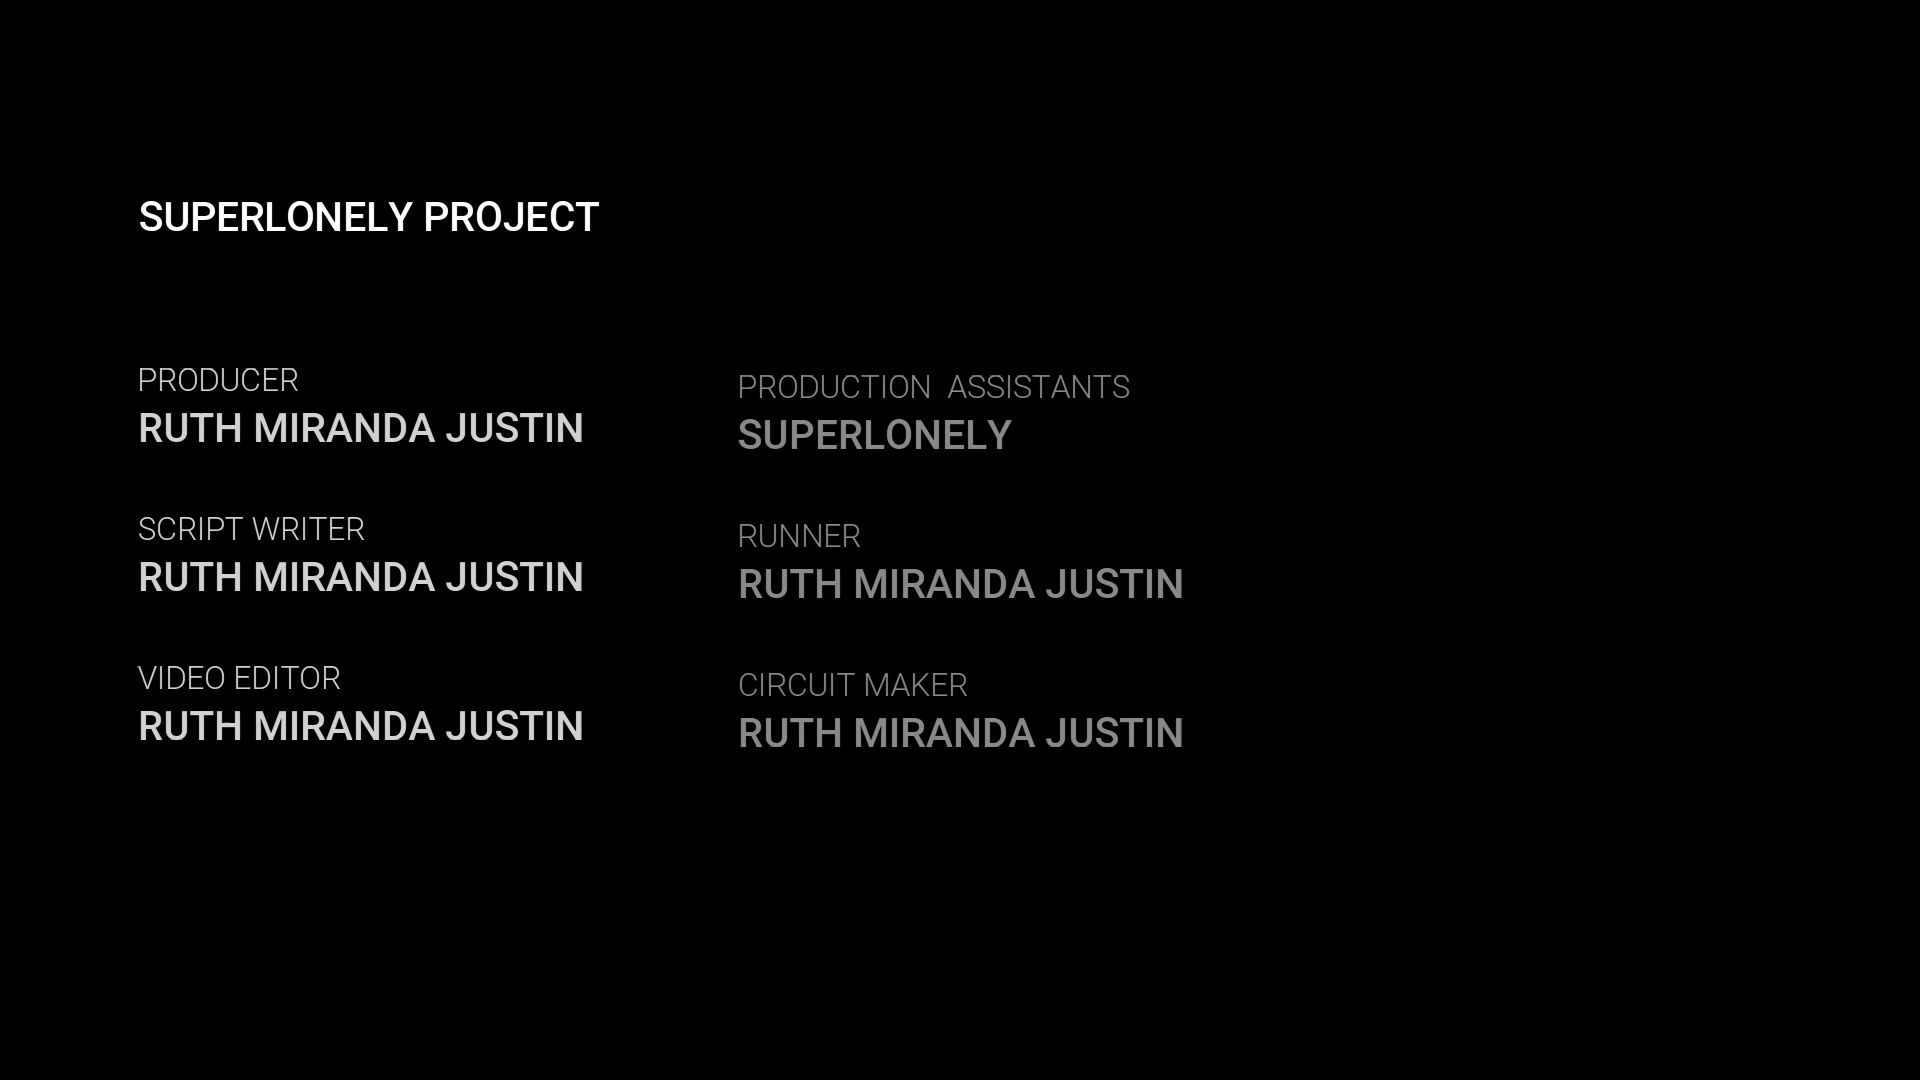 SUPERLONELY PROJECT
PRODUCER
RUTH MIRANDA JUSTIN
SCRIPT WRITER
RUTH MIRANDA JUSTIN
VIDEO EDITOR
RUTH MIRANDA JUSTIN
PRODUCTION  ASSISTANTS
SUPERLONELY
RUNNER
RUTH MIRANDA JUSTIN
CIRCUIT MAKER
RUTH MIRANDA JUSTIN